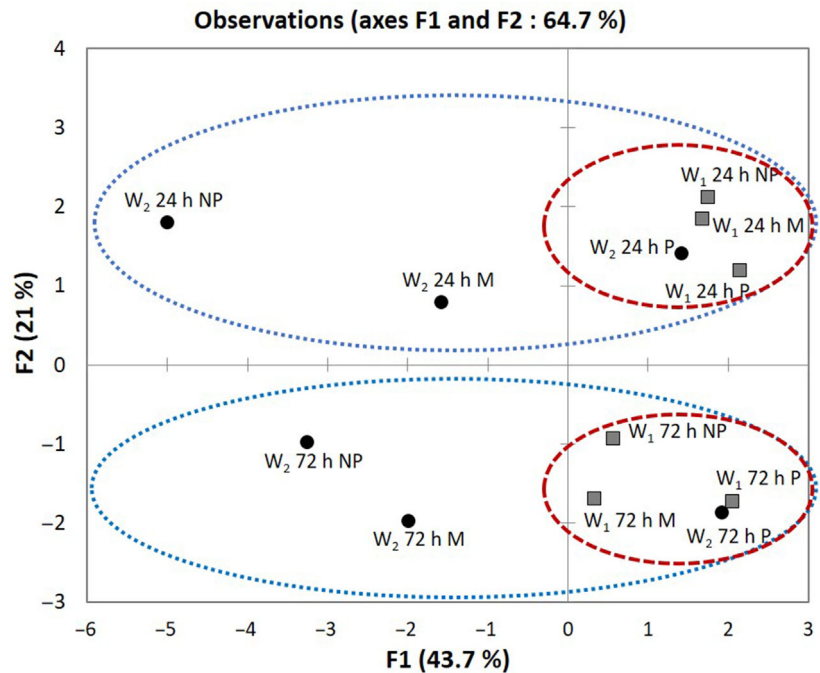 Observations (axes F1 and F2 : 64.7 %)
4
3
2
1
0
−1
−2
−3
F2 (21 %)
W₁ 24 h NP
W₂ 24 h NP
W₁ 24 h M
W₂ 24 h P
W₂ 24 h M
W₁ 24 h P
W₁ 72 h NP
W₂ 72 h NP
W₁ 72 h P
W₁ 72 h M
W₂ 72 h M
W₂ 72 h P
−6 −5 −4 −3 −2 −1 0 1 2 3
F1 (43.7 %)